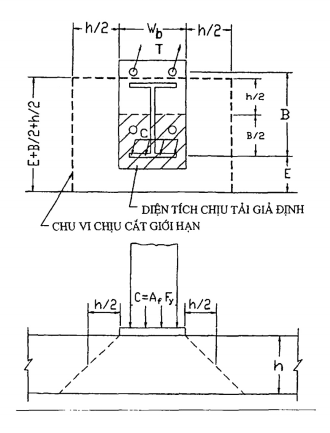 h/2 W_b h/2
T
E+B/2+h/2
h/2
B
C
B/2
E
DIỆN TÍCH CHỊU TẢI GIẢ ĐỊNH
CHU VI CHỊU CẮT GIỚI HẠN
C=A_f F_y
h/2 h/2
h